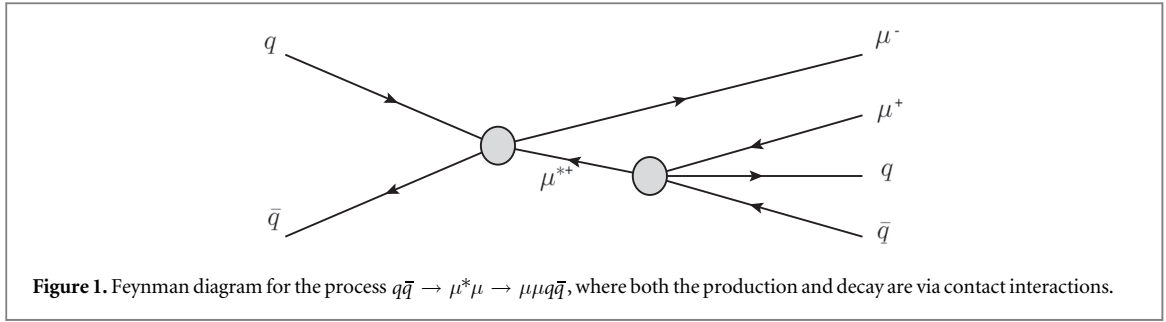 q
μ⁻
μ⁺
μ*⁺
q
q̄
q̄
Figure 1. Feynman diagram for the process qq̄ → μ*μ → μμqq̄, where both the production and decay are via contact interactions.